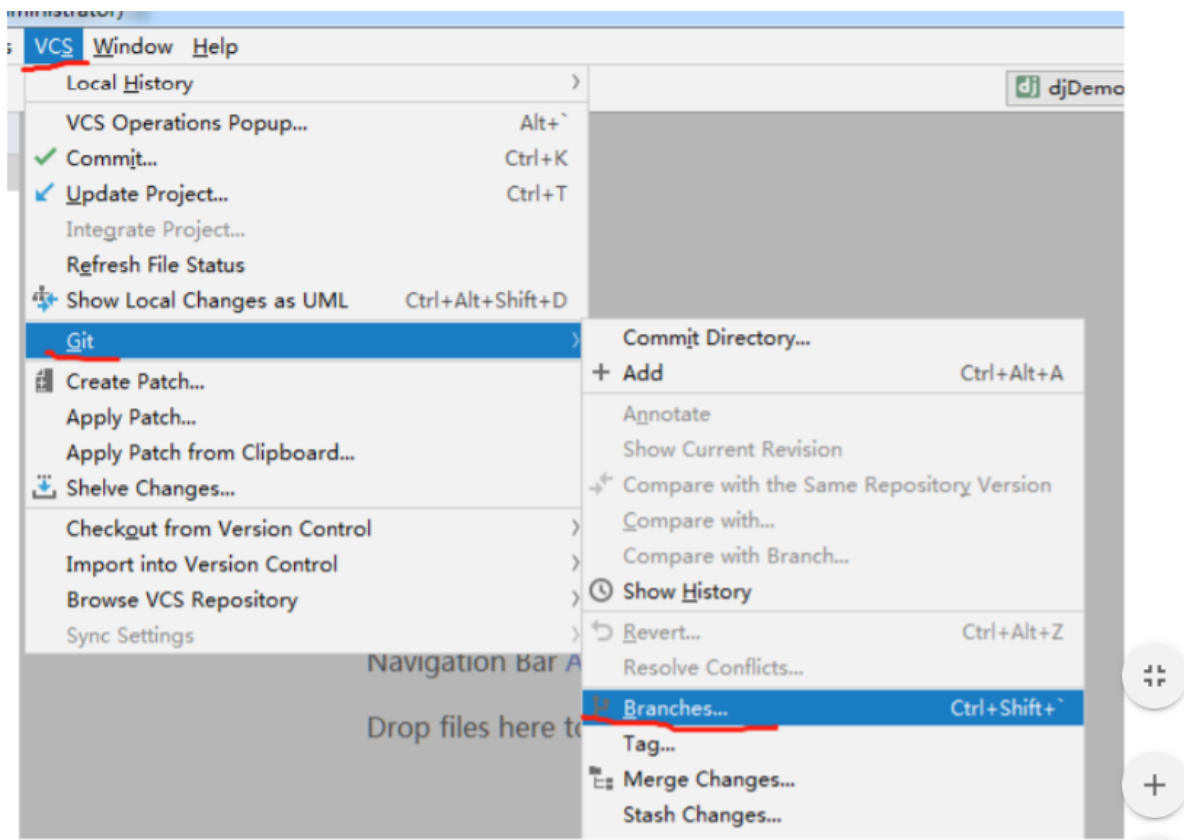 VCS Window Help
djDemo
Local History
VCS Operations Popup... Alt+`
Commit... Ctrl+K
Update Project... Ctrl+T
Integrate Project...
Refresh File Status
Show Local Changes as UML Ctrl+Alt+Shift+D
Git
Create Patch...
Apply Patch...
Apply Patch from Clipboard...
Shelve Changes...
Checkout from Version Control
Import into Version Control
Browse VCS Repository
Sync Settings
Commit Directory...
Add Ctrl+Alt+A
Annotate
Show Current Revision
Compare with the Same Repository Version
Compare with...
Compare with Branch...
Show History
Revert... Ctrl+Alt+Z
Resolve Conflicts...
Branches... Ctrl+Shift+`
Tag...
Merge Changes...
Stash Changes...
Navigation Bar
Drop files here to